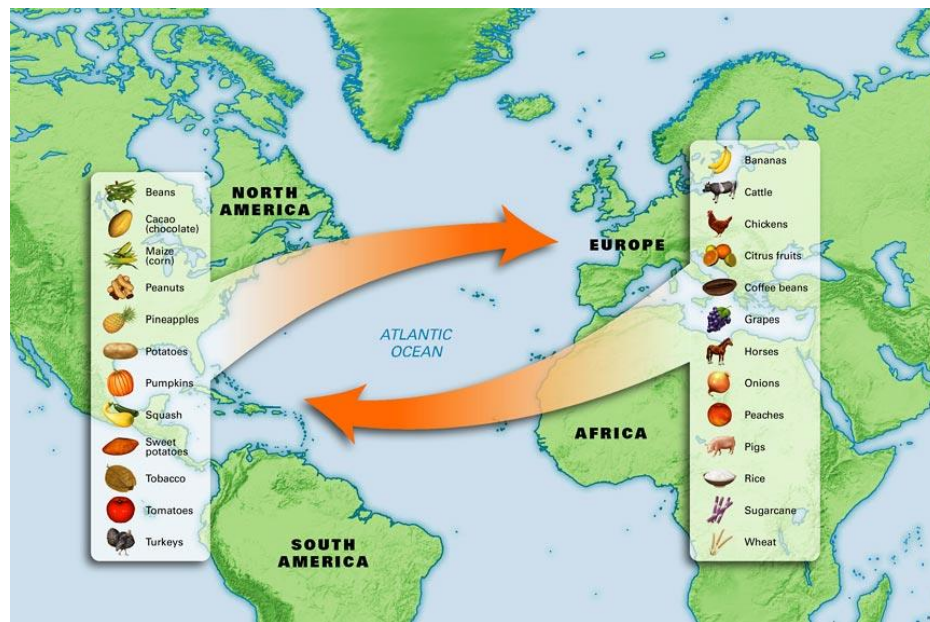 NORTH
AMERICA
EUROPE
ATLANTIC
OCEAN
AFRICA
SOUTH
AMERICA
Beans
Cacao
(chocolate)
Maize
(corn)
Peanuts
Pineapples
Potatoes
Pumpkins
Squash
Sweet
potatoes
Tobacco
Tomatoes
Turkeys
Bananas
Cattle
Chickens
Citrus fruits
Coffee beans
Grapes
Horses
Onions
Peaches
Pigs
Rice
Sugarcane
Wheat